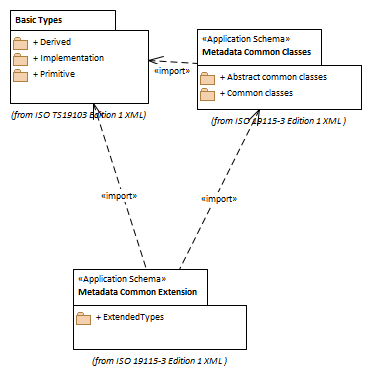 Basic Types
+ Derived
+ Implementation
+ Primitive
(from ISO TS19103 Edition 1 XML)
«Application Schema»
Metadata Common Classes
+ Abstract common classes
+ Common classes
(from ISO 19115-3 Edition 1 XML )
«import»
«import»
«import»
«Application Schema»
Metadata Common Extension
+ ExtendedTypes
(from ISO 19115-3 Edition 1 XML )